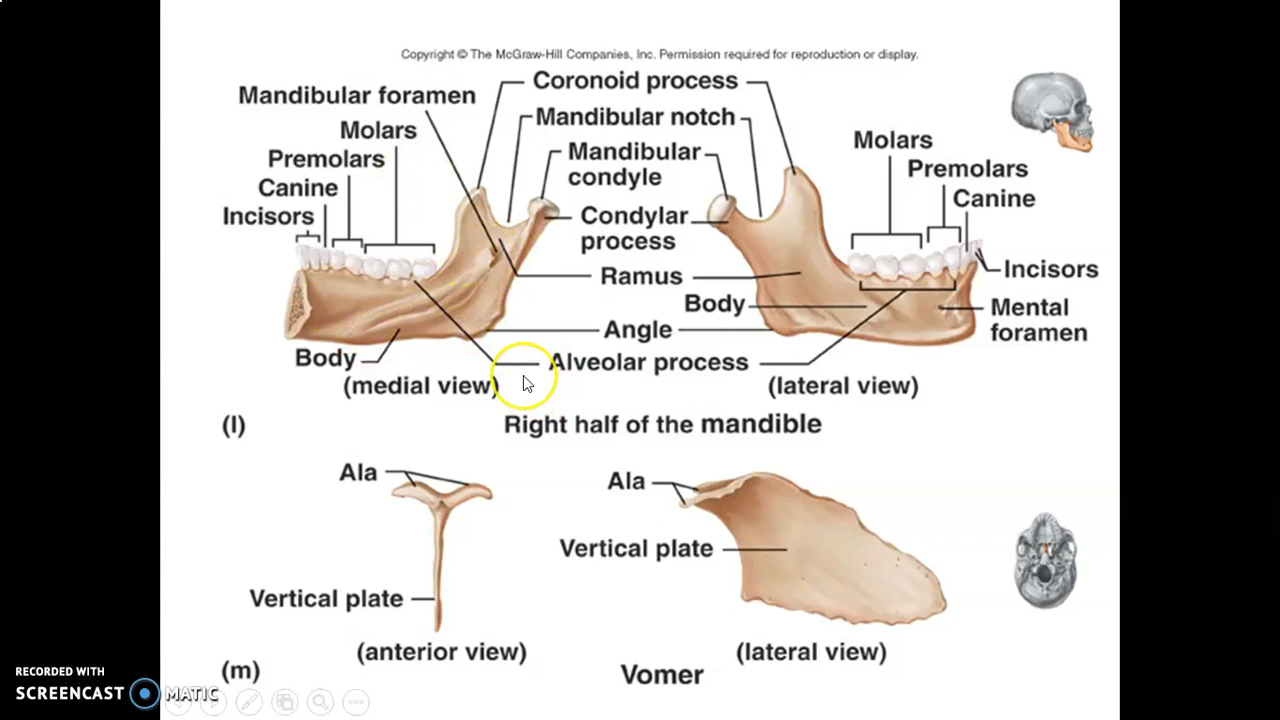 Copyright © The McGraw-Hill Companies, Inc. Permission required for reproduction or display.
Coronoid process
Mandibular foramen
Mandibular notch
Molars
Premolars
Canine
Incisors
Mandibular
condyle
Condylar
process
Ramus
Body
Angle
Alveolar process
Molars
Premolars
Canine
Incisors
Mental
foramen
Body
(medial view)
(lateral view)
(l)
Right half of the mandible
Ala
Vertical plate
(anterior view)
Ala
Vertical plate
(lateral view)
(m)
Vomer
RECORDED WITH
SCREENCAST MATIC